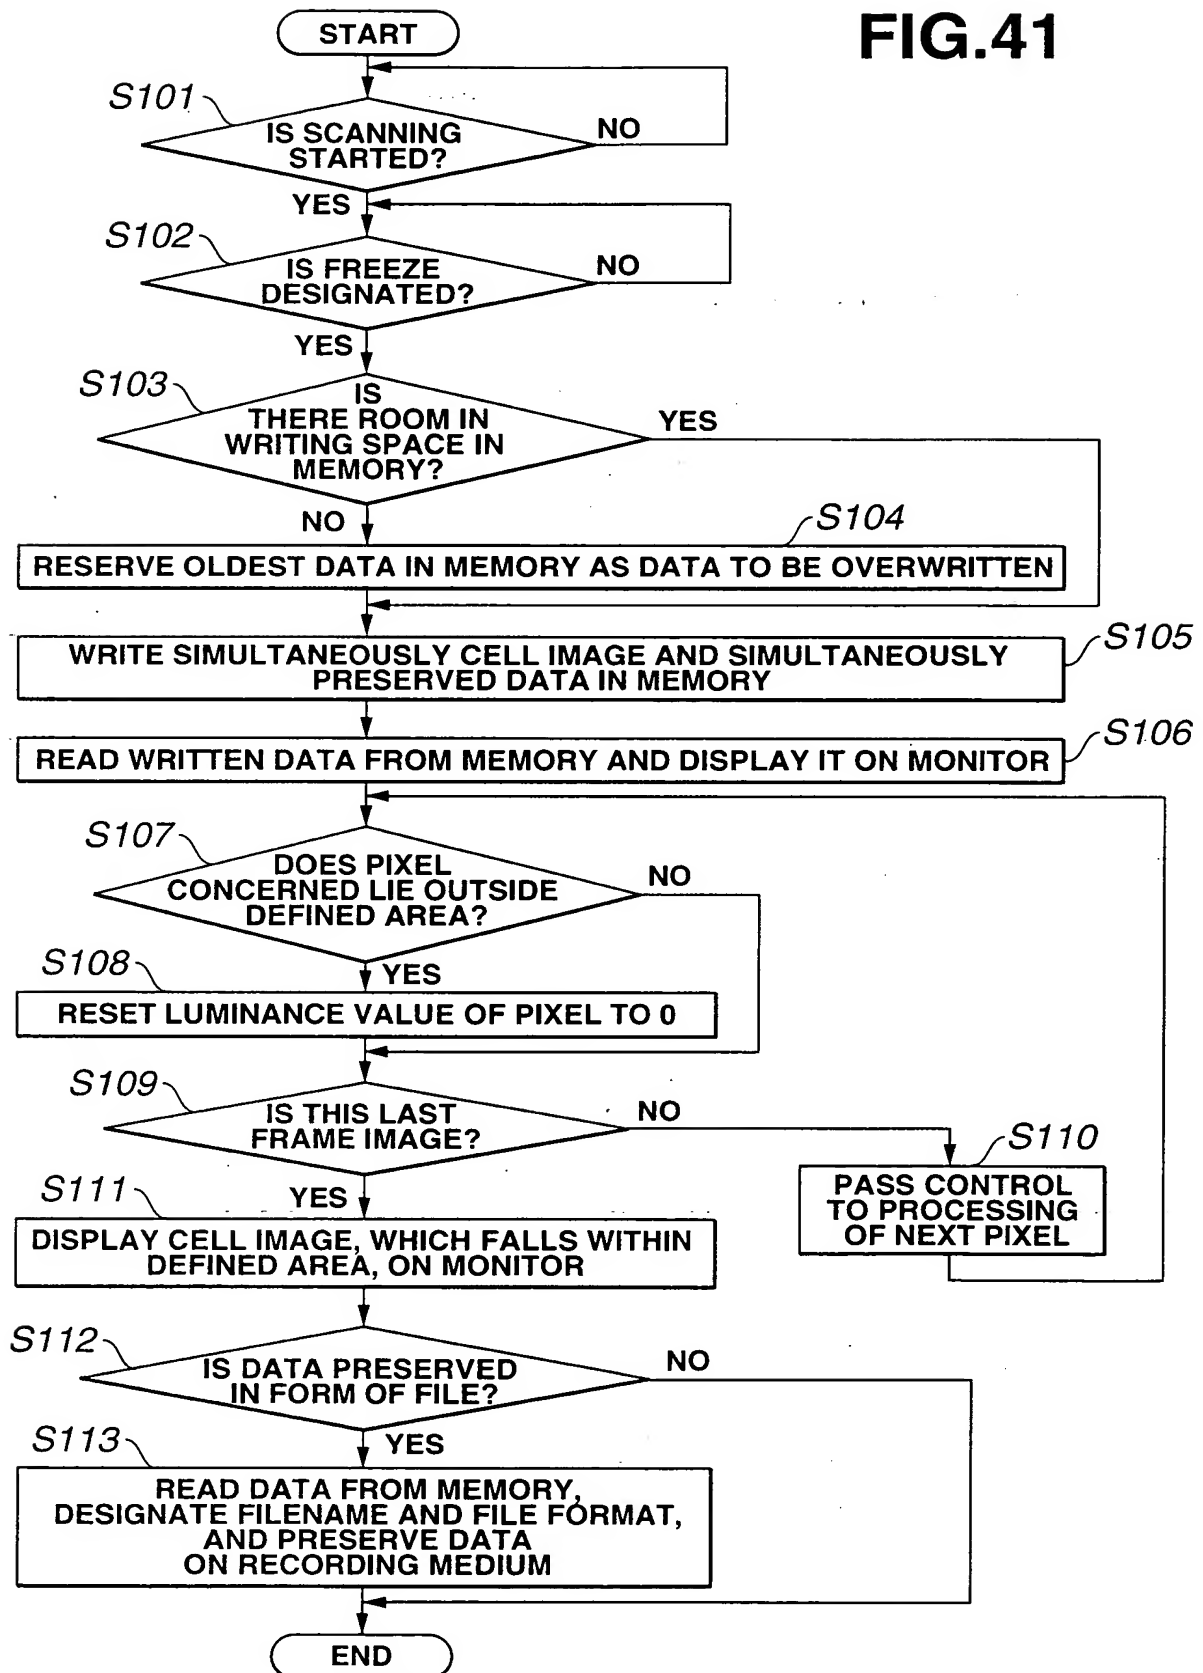 FIG.41
START
S101
IS SCANNING
STARTED?
NO
YES
S102
IS FREEZE
DESIGNATED?
NO
YES
S103
IS
THERE ROOM IN
WRITING SPACE IN
MEMORY?
YES
NO
S104
RESERVE OLDEST DATA IN MEMORY AS DATA TO BE OVERWRITTEN
S105
WRITE SIMULTANEOUSLY CELL IMAGE AND SIMULTANEOUSLY
PRESERVED DATA IN MEMORY
S106
READ WRITTEN DATA FROM MEMORY AND DISPLAY IT ON MONITOR
S107
DOES PIXEL
CONCERNED LIE OUTSIDE
DEFINED AREA?
NO
YES
S108
RESET LUMINANCE VALUE OF PIXEL TO 0
S109
IS THIS LAST
FRAME IMAGE?
NO
YES
S110
PASS CONTROL
TO PROCESSING
OF NEXT PIXEL
S111
DISPLAY CELL IMAGE, WHICH FALLS WITHIN
DEFINED AREA, ON MONITOR
S112
IS DATA PRESERVED
IN FORM OF FILE?
NO
YES
S113
READ DATA FROM MEMORY,
DESIGNATE FILENAME AND FILE FORMAT,
AND PRESERVE DATA
ON RECORDING MEDIUM
END